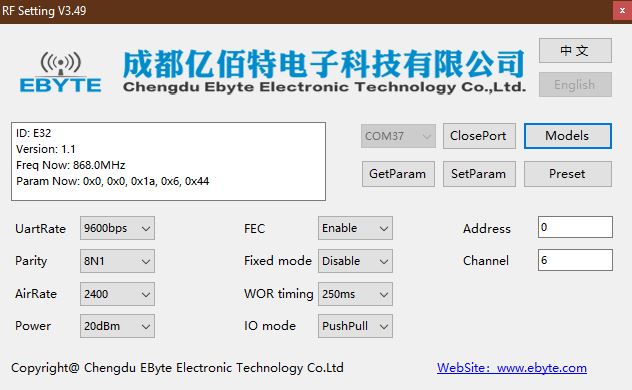 RF Setting V3.49
x
EBYTE
成都亿佰特电子科技有限公司
Chengdu Ebyte Electronic Technology Co.,Ltd.
中 文
English
ID: E32
Version: 1.1
Freq Now: 868.0MHz
Param Now: 0x0, 0x0, 0x1a, 0x6, 0x44
COM37 ClosePort Models
GetParam SetParam Preset
UartRate 9600bps FEC Enable Address 0
Parity 8N1 Fixed mode Disable Channel 6
AirRate 2400 WOR timing 250ms
Power 20dBm IO mode PushPull
Copyright@ Chengdu EByte Electronic Technology Co.Ltd WebSite：www.ebyte.com